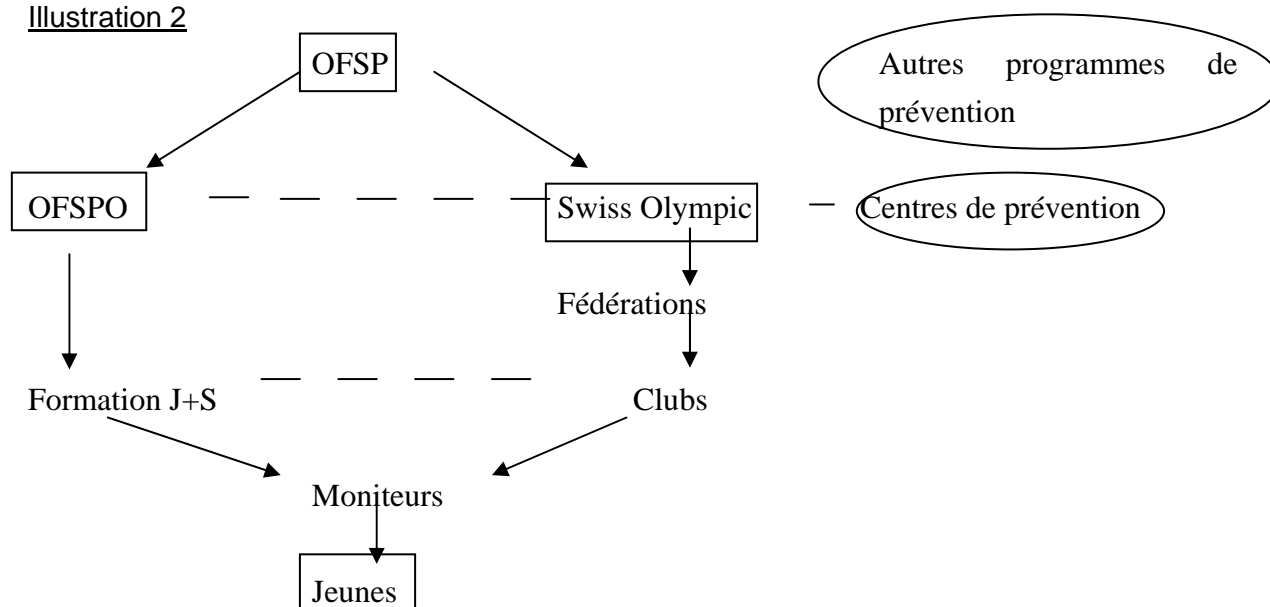 Illustration 2
OFSP
Autres programmes de
prévention
OFSPO
Swiss Olympic
Centres de prévention
Fédérations
Formation J+S
Clubs
Moniteurs
Jeunes